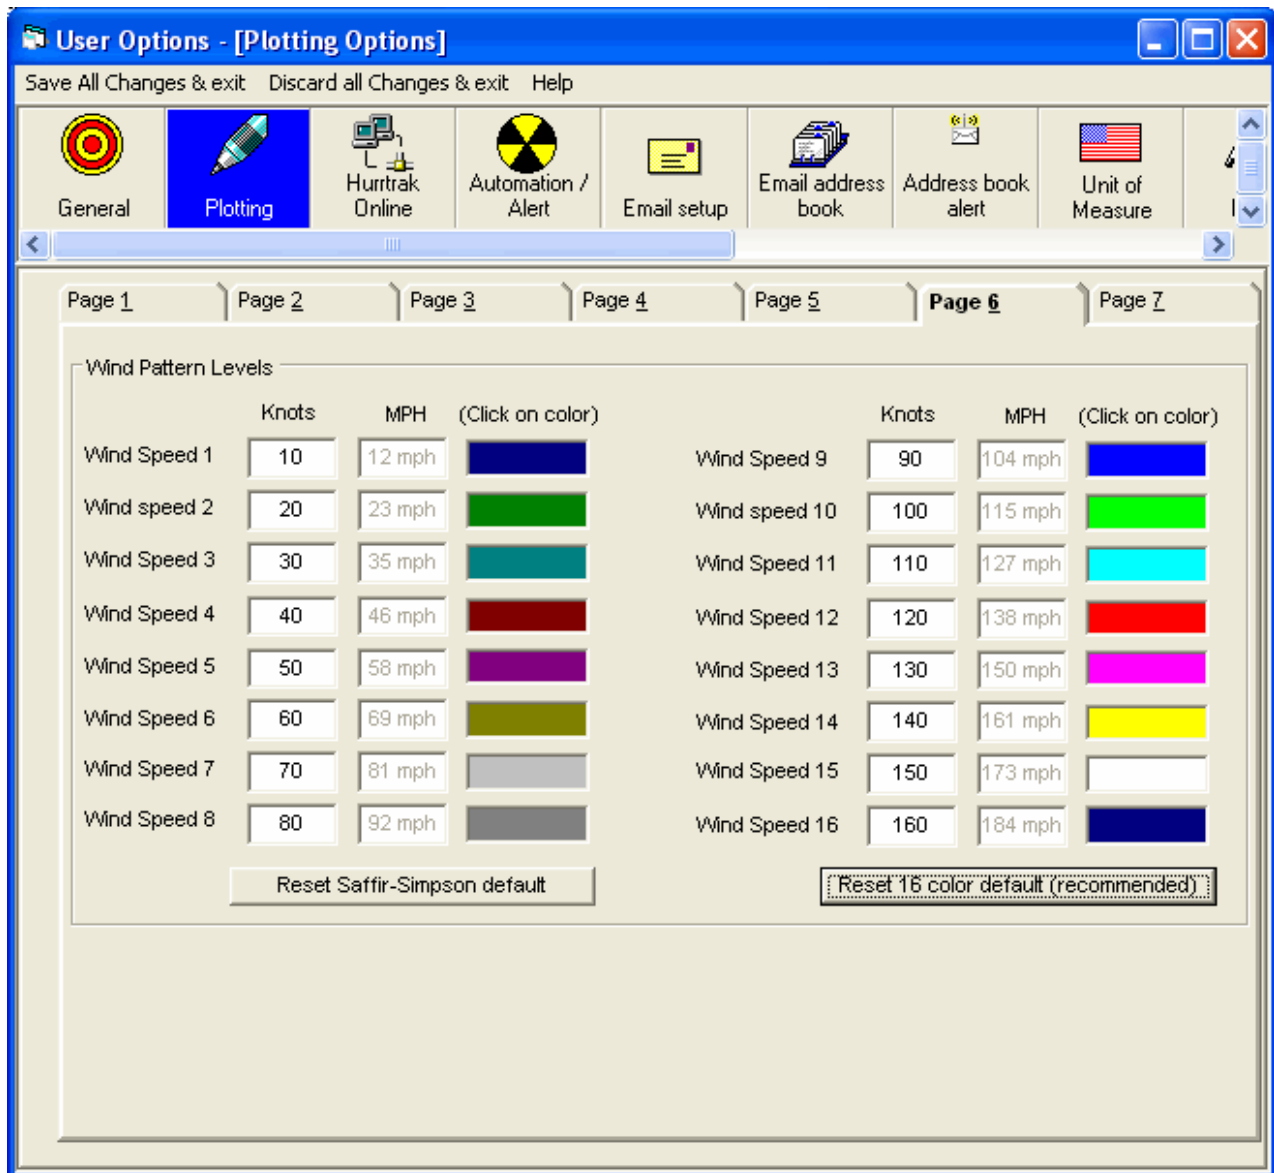 User Options - [Plotting Options]
Save All Changes & exit Discard all Changes & exit Help
General
Plotting
Hurrtrak
Online
Automation /
Alert
Email setup
Email address
book
Address book
alert
Unit of
Measure
Page 1 Page 2 Page 3 Page 4 Page 5 Page 6 Page 7
Wind Pattern Levels
Knots MPH (Click on color)
Wind Speed 1 10 12 mph
Wind speed 2 20 23 mph
Wind Speed 3 30 35 mph
Wind Speed 4 40 46 mph
Wind Speed 5 50 58 mph
Wind Speed 6 60 69 mph
Wind Speed 7 70 81 mph
Wind Speed 8 80 92 mph
Reset Saffir-Simpson default
Knots MPH (Click on color)
Wind Speed 9 90 104 mph
Wind speed 10 100 115 mph
Wind Speed 11 110 127 mph
Wind Speed 12 120 138 mph
Wind Speed 13 130 150 mph
Wind Speed 14 140 161 mph
Wind Speed 15 150 173 mph
Wind Speed 16 160 184 mph
Reset 16 color default (recommended)